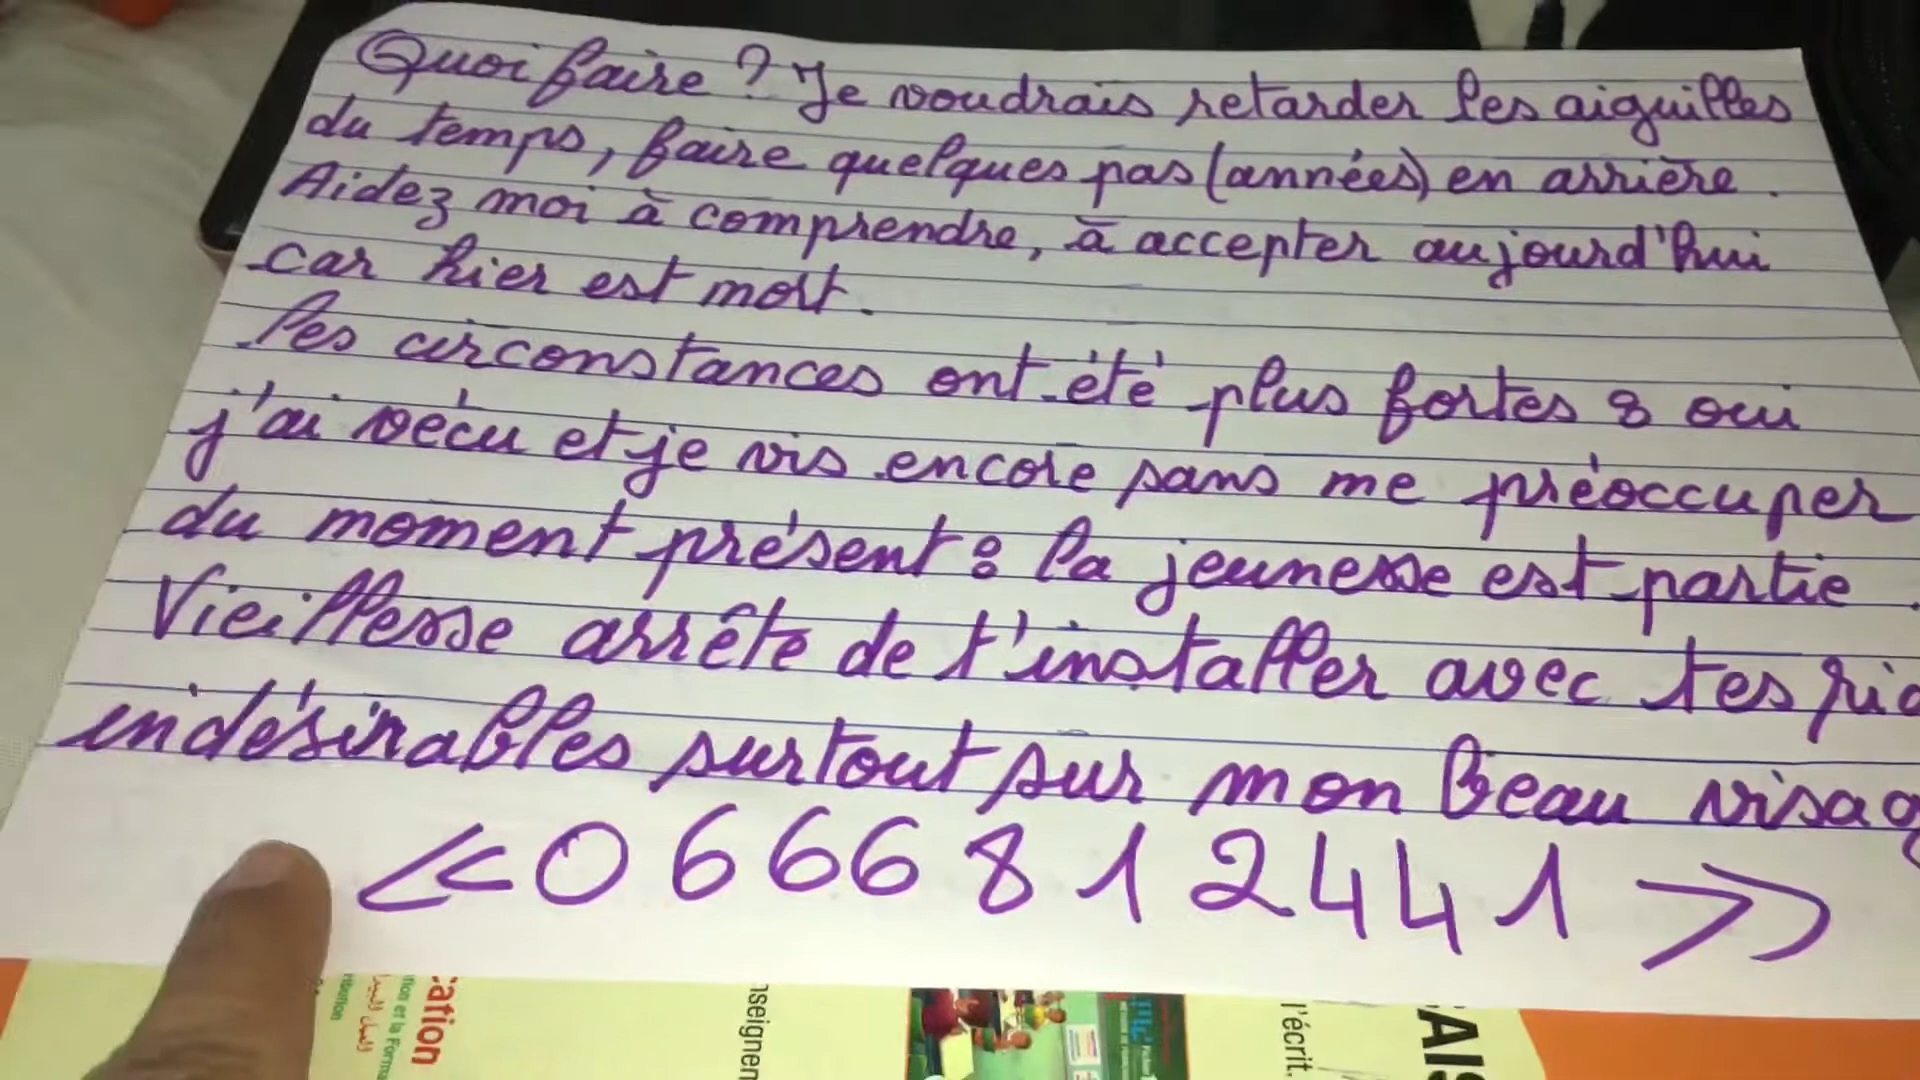 Quoi faire ? Je voudrais retarder les aiguilles
du temps, faire quelques pas (années) en arrière.
Aidez moi à comprendre, à accepter aujourd'hui
car hier est mort.
les circonstances ont été plus fortes : oui
j'ai vécu et je vis encore sans me préoccuper
du moment présent : la jeunesse est partie.
Vieillesse arrête de t'installer avec tes
indésirables surtout sur mon beau
<< 0666812441 >>
l'écrit.